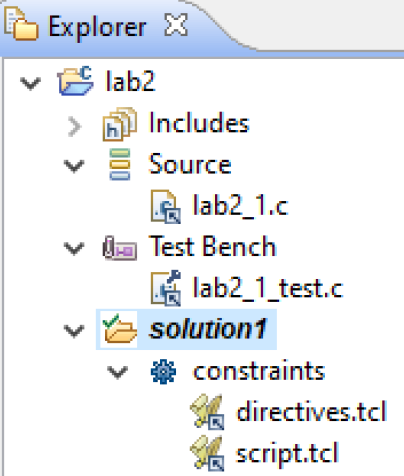 Explorer
lab2
Includes
Source
lab2_1.c
Test Bench
lab2_1_test.c
solution1
constraints
directives.tcl
script.tcl